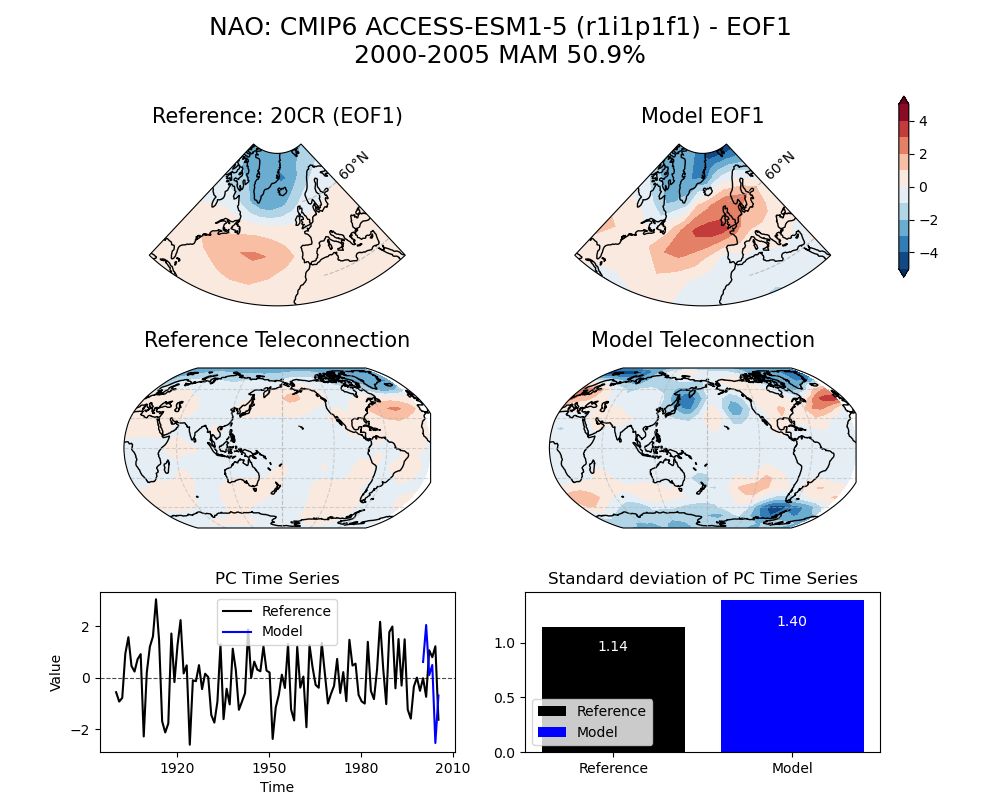 NAO: CMIP6 ACCESS-ESM1-5 (r1i1p1f1) - EOF1
2000-2005 MAM 50.9%
Reference: 20CR (EOF1)
Model EOF1
60°N
60°N
4
2
0
−2
−4
Reference Teleconnection
Model Teleconnection
PC Time Series
Standard deviation of PC Time Series
Reference
Model
2
0
−2
Value
1920
1950
1980
2010
Time
1.0
0.5
0.0
1.14
1.40
Reference
Model
Reference
Model